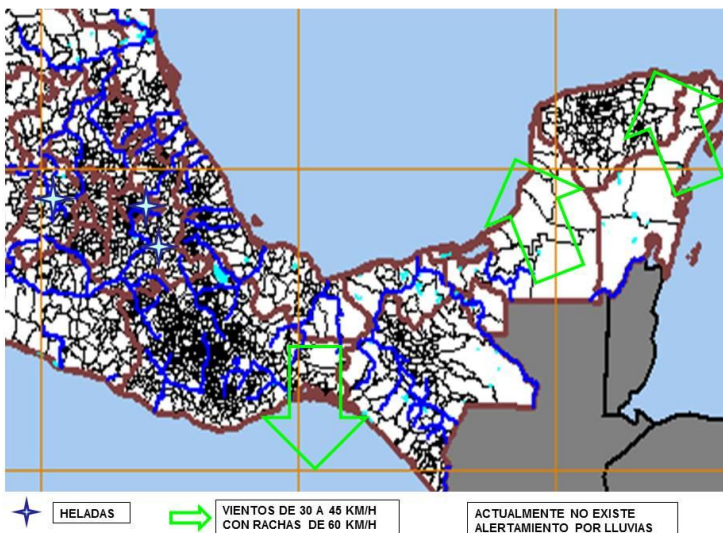 HELADAS
VIENTOS DE 30 A 45 KM/H
CON RACHAS DE 60 KM/H
ACTUALMENTE NO EXISTE
ALERTAMIENTO POR LLUVIAS